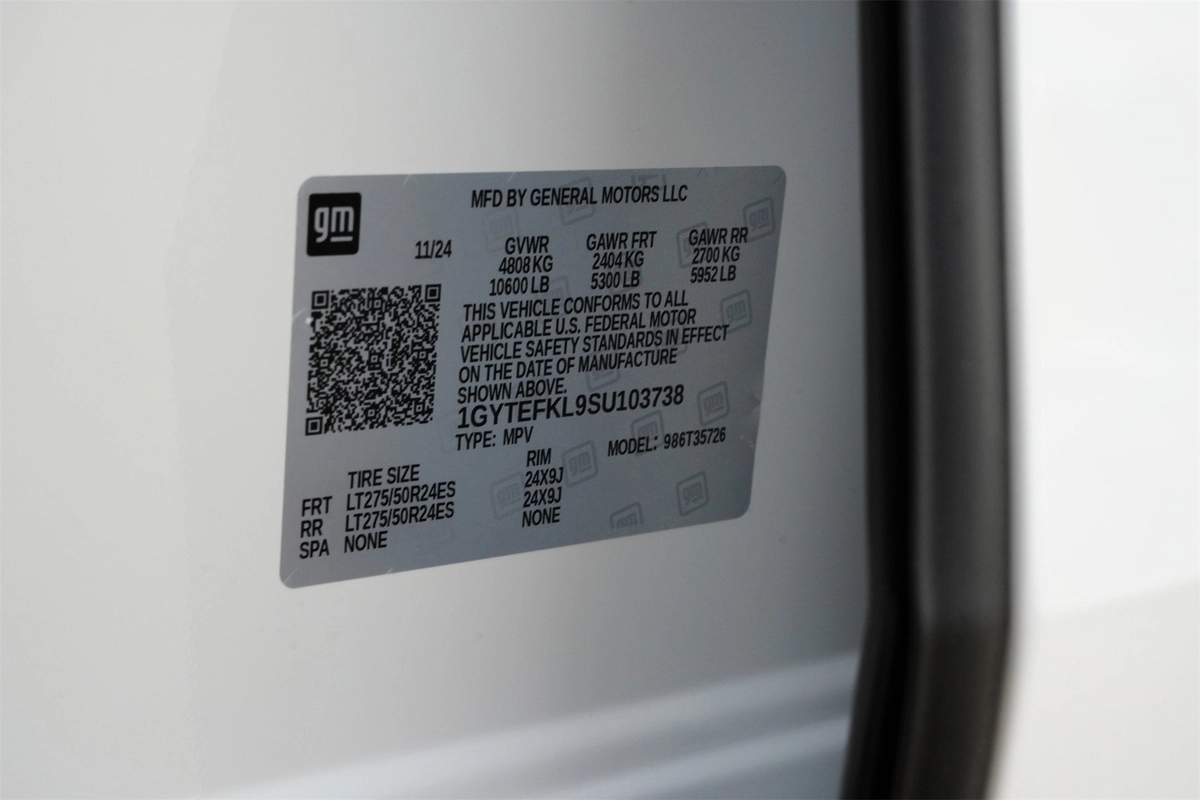 gm
MFD BY GENERAL MOTORS LLC
11/24 GVWR GAWR FRT GAWR RR
4808 KG 2404 KG 2700 KG
10600 LB 5300 LB 5952 LB
THIS VEHICLE CONFORMS TO ALL
APPLICABLE U.S. FEDERAL MOTOR
VEHICLE SAFETY STANDARDS IN EFFECT
ON THE DATE OF MANUFACTURE
SHOWN ABOVE.
1GYTEFKL9SU103738
TYPE: MPV MODEL: 986T35726
TIRE SIZE RIM
FRT LT275/50R24ES 24X9J
RR LT275/50R24ES 24X9J
SPA NONE NONE